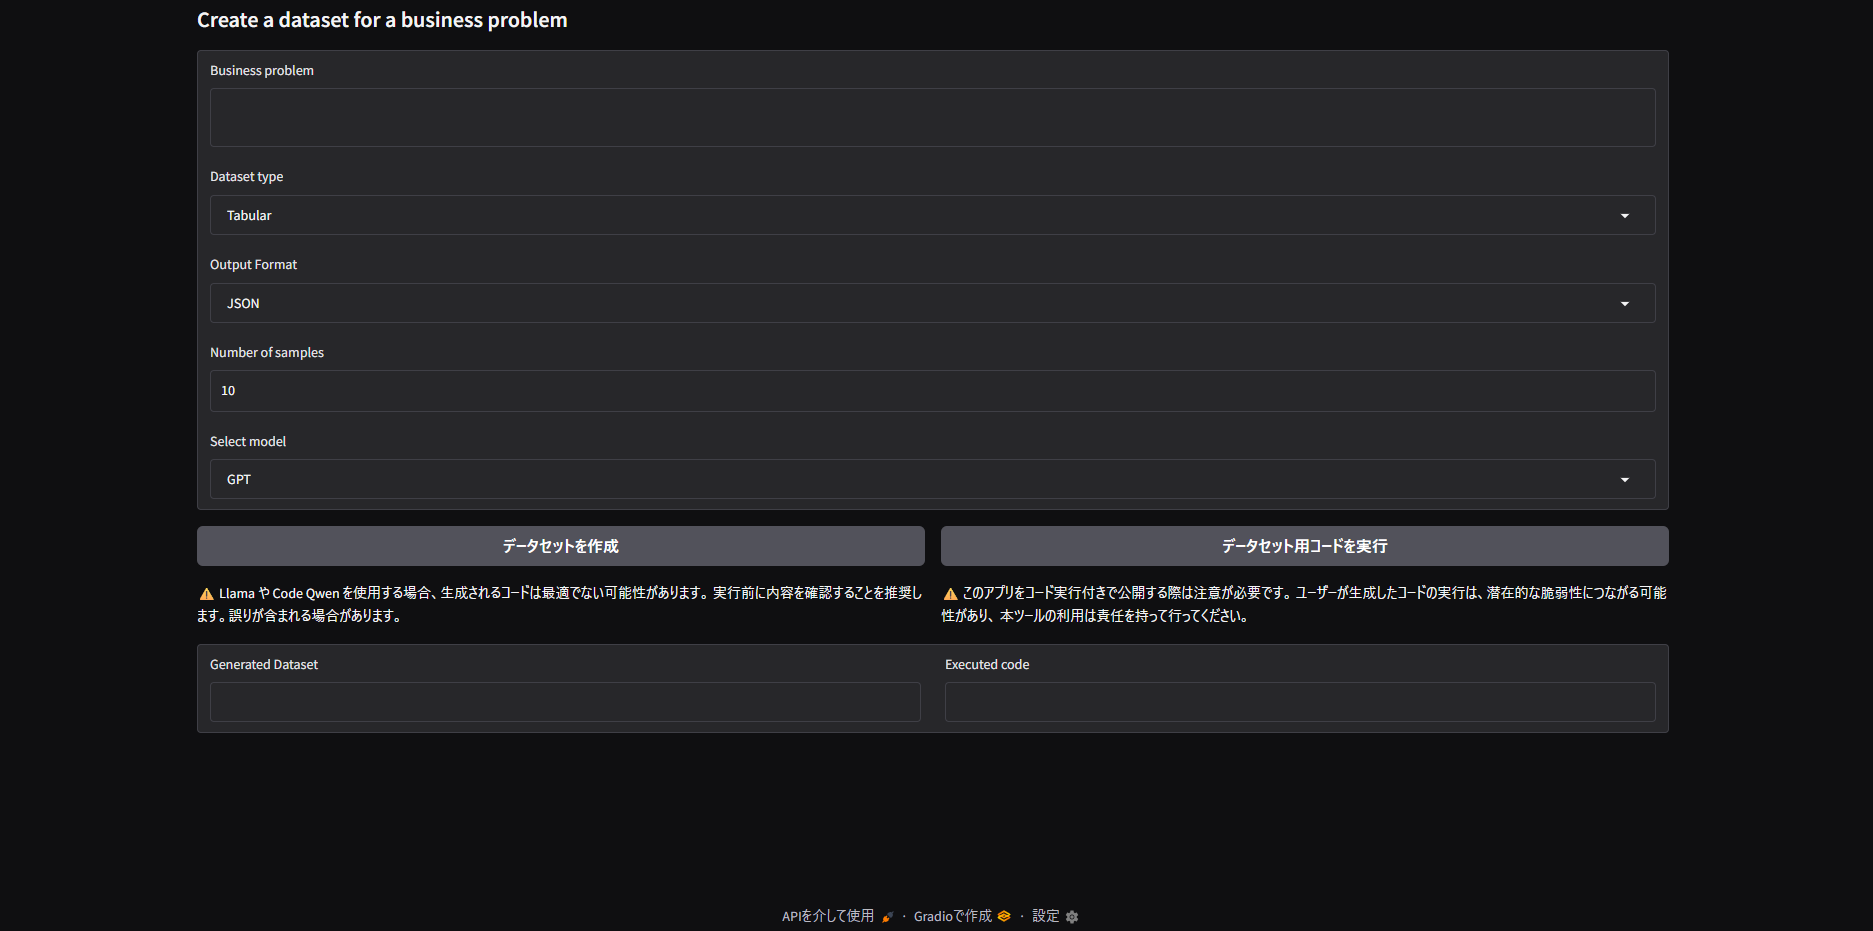 Create a dataset for a business problem
Business problem
Dataset type
Tabular
Output Format
JSON
Number of samples
10
Select model
GPT
データセットを作成
データセット用コードを実行
⚠️ Llama や Code Qwen を使用する場合、生成されるコードは最適でない可能性があります。実行前に内容を確認することを推奨し
ます。誤りが含まれる場合があります。
⚠️ このアプリをコード実行付きで公開する際は注意が必要です。ユーザーが生成したコードの実行は、潜在的な脆弱性につながる可能
性があり、本ツールの利用は責任を持って行ってください。
Generated Dataset
Executed code
APIを介して使用 · Gradioで作成 · 設定